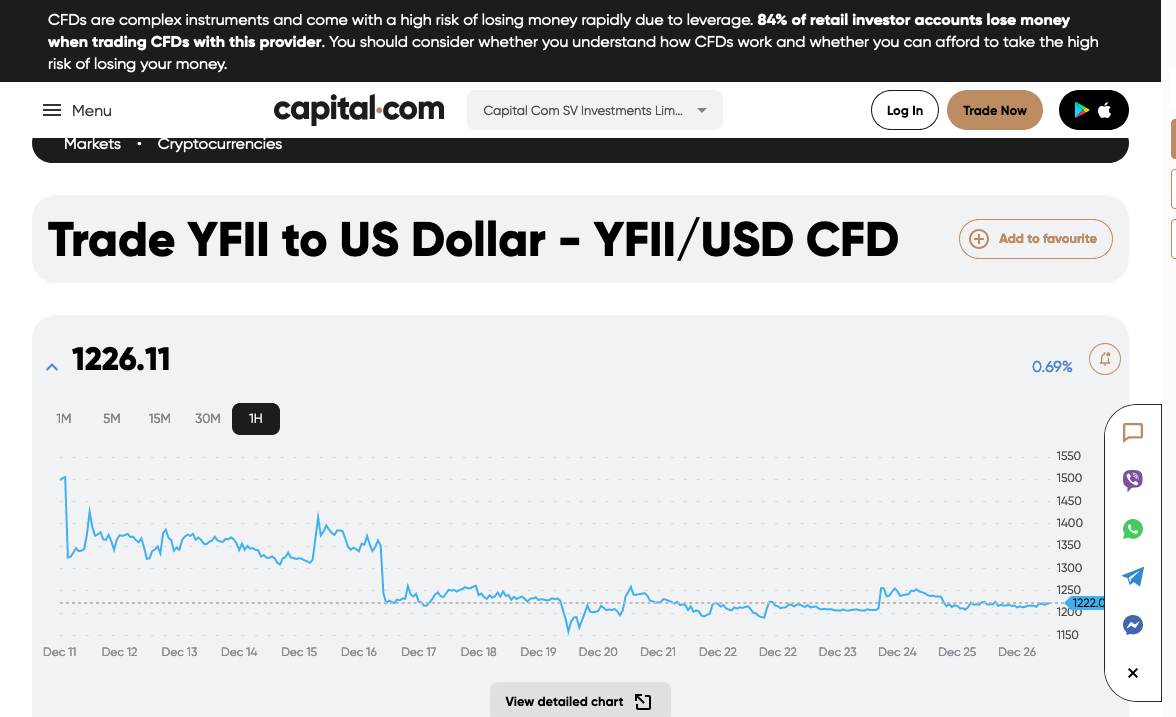 CFDs are complex instruments and come with a high risk of losing money rapidly due to leverage. 84% of retail investor accounts lose money
when trading CFDs with this provider. You should consider whether you understand how CFDs work and whether you can afford to take the high
risk of losing your money.
Menu
capital.com
Capital Com SV Investments Lim...
Log In
Trade Now
Markets • Cryptocurrencies
Trade YFII to US Dollar - YFII/USD CFD
Add to favourite
1226.11
0.69%
1M 5M 15M 30M 1H
1550
1500
1450
1400
1350
1300
1250
1222.0
1200
1150
Dec 11 Dec 12 Dec 13 Dec 14 Dec 15 Dec 16 Dec 17 Dec 18 Dec 19 Dec 20 Dec 21 Dec 22 Dec 22 Dec 23 Dec 24 Dec 25 Dec 26
View detailed chart